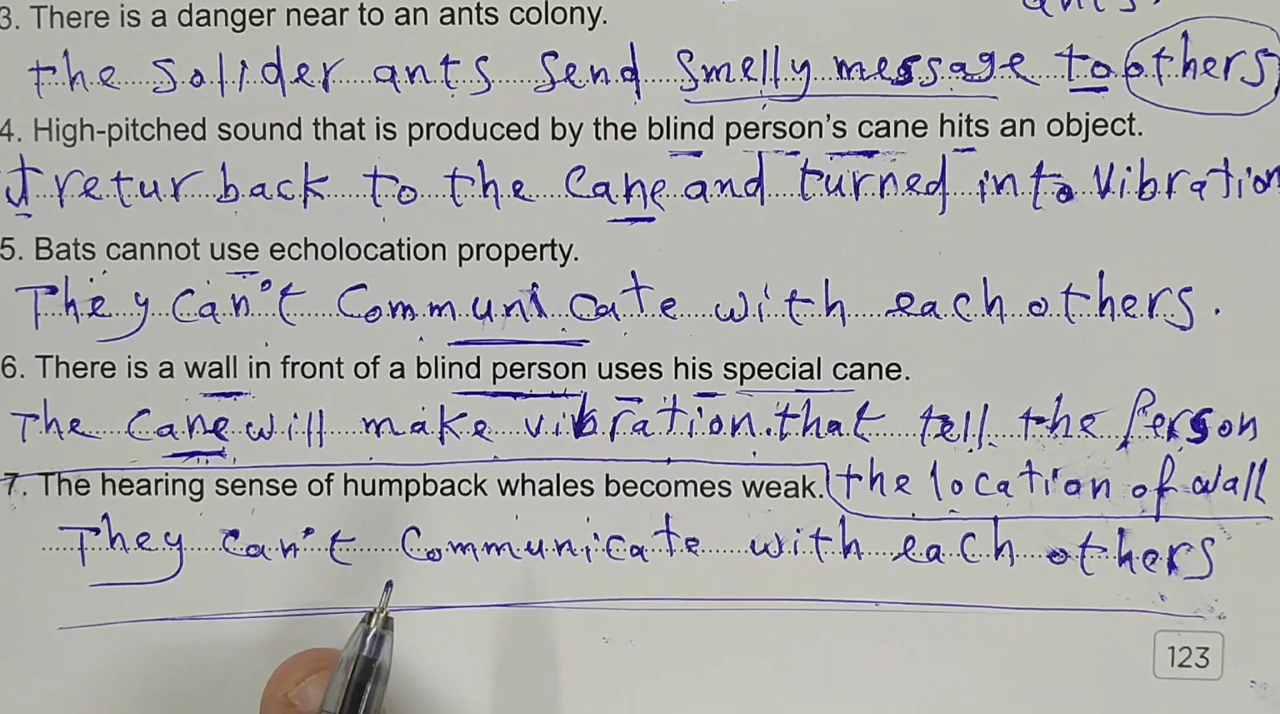 ants.
3. There is a danger near to an ants colony.
the solider ants send smelly message to others
4. High-pitched sound that is produced by the blind person's cane hits an object.
It retur back to the cane and turned into vibration
5. Bats cannot use echolocation property.
They can't communicate with each others.
6. There is a wall in front of a blind person uses his special cane.
The cane will make vibration that tell the person
the location of wall
7. The hearing sense of humpback whales becomes weak.
They can't communicate with each others
123